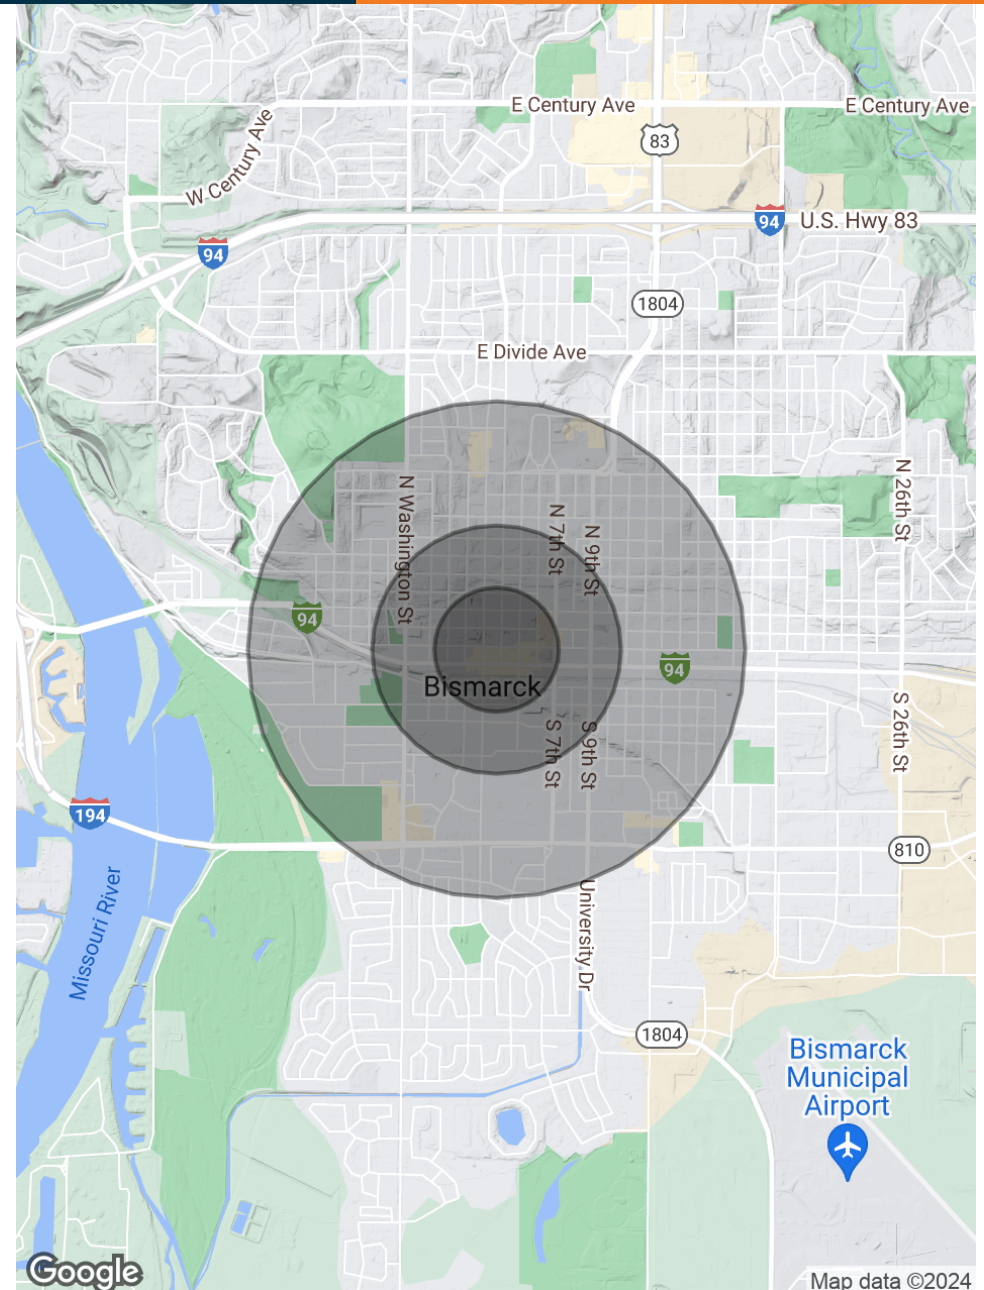 E Century Ave
E Century Ave
83
W Century Ave
94
U.S. Hwy 83
94
1804
E Divide Ave
N Washington St
N 7th St
N 9th St
N 26th St
94
94
Bismarck
S 7th St
S 9th St
S 26th St
194
810
Missouri River
University Dr
1804
Bismarck
Municipal
Airport
Google
Map data ©2024